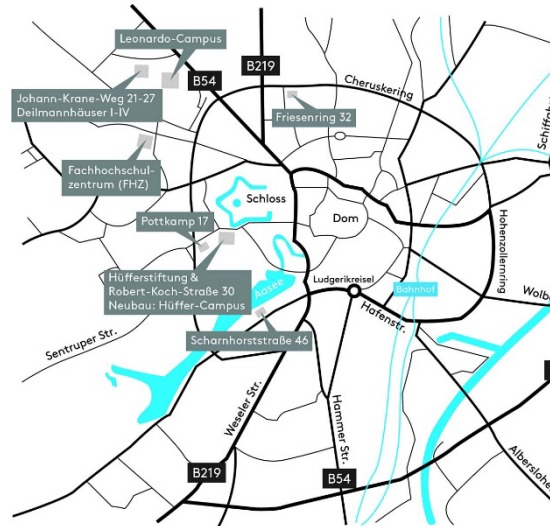 Leonardo-Campus
B54
B219
Johann-Krane-Weg 21-27
Deilmannhäuser I-IV
Cheruskering
Friesenring 32
Fachhochschul-
zentrum (FHZ)
Schloss
Dom
Pottkamp 17
Hohenzollernring
Hüfferstiftung &
Robert-Koch-Straße 30
Neubau: Hüffer-Campus
Aasee
Ludgerikreisel
Bahnhof
Hafenstr.
Sentruper Str.
Scharnhorststraße 46
Weseler Str.
Hammer Str.
B219
B54